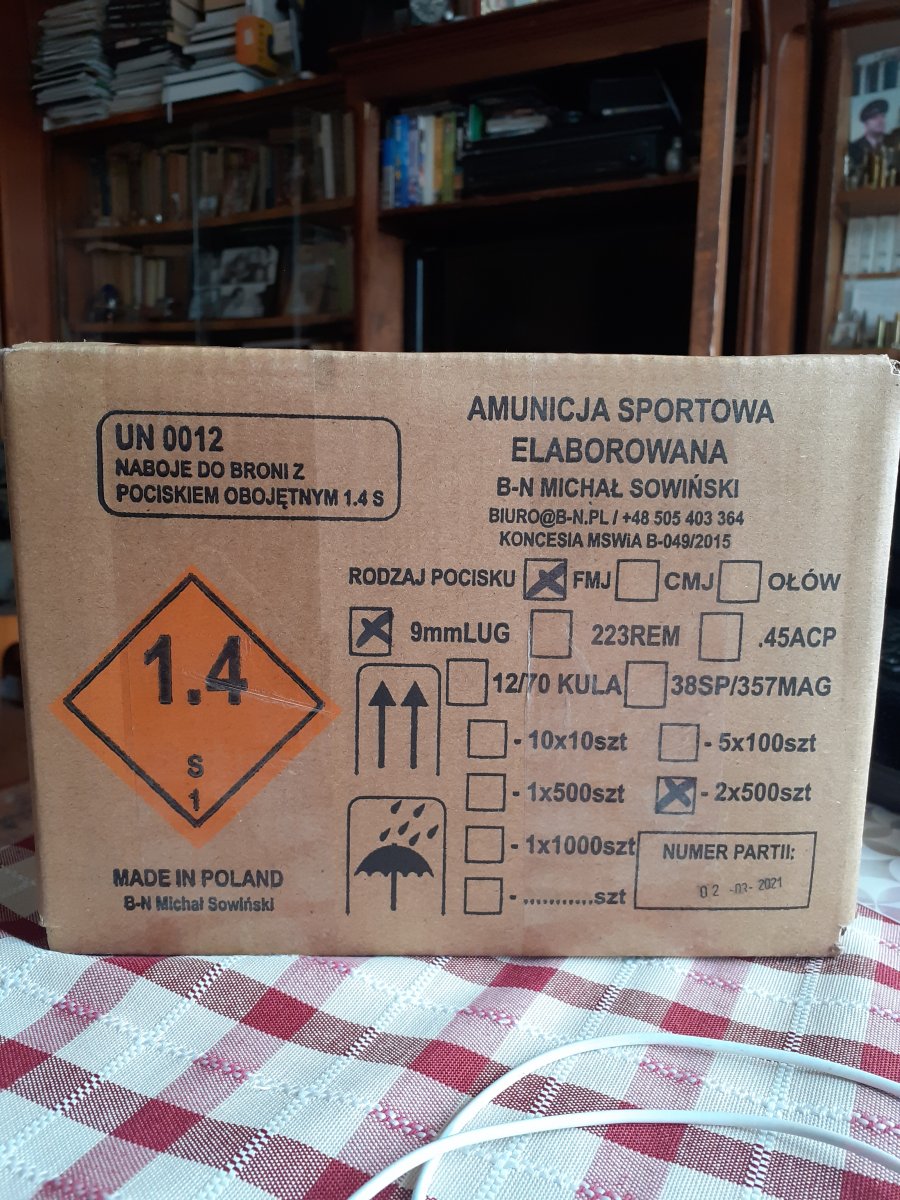 UN 0012
NABOJE DO BRONI Z
POCISKIEM OBOJĘTNYM 1.4 S
AMUNICJA SPORTOWA
ELABOROWANA
B-N MICHAŁ SOWIŃSKI
BIURO@B-N.PL / +48 505 403 364
KONCESIA MSWiA B-049/2015
RODZAJ POCISKU FMJ CMJ OŁÓW
9mmLUG 223REM .45ACP
12/70 KULA 38SP/357MAG
- 10x10szt - 5x100szt
- 1x500szt - 2x500szt
- 1x1000szt
- ...........szt
NUMER PARTII:
02 -03- 2021
1.4
S
1
MADE IN POLAND
B-N Michał Sowiński